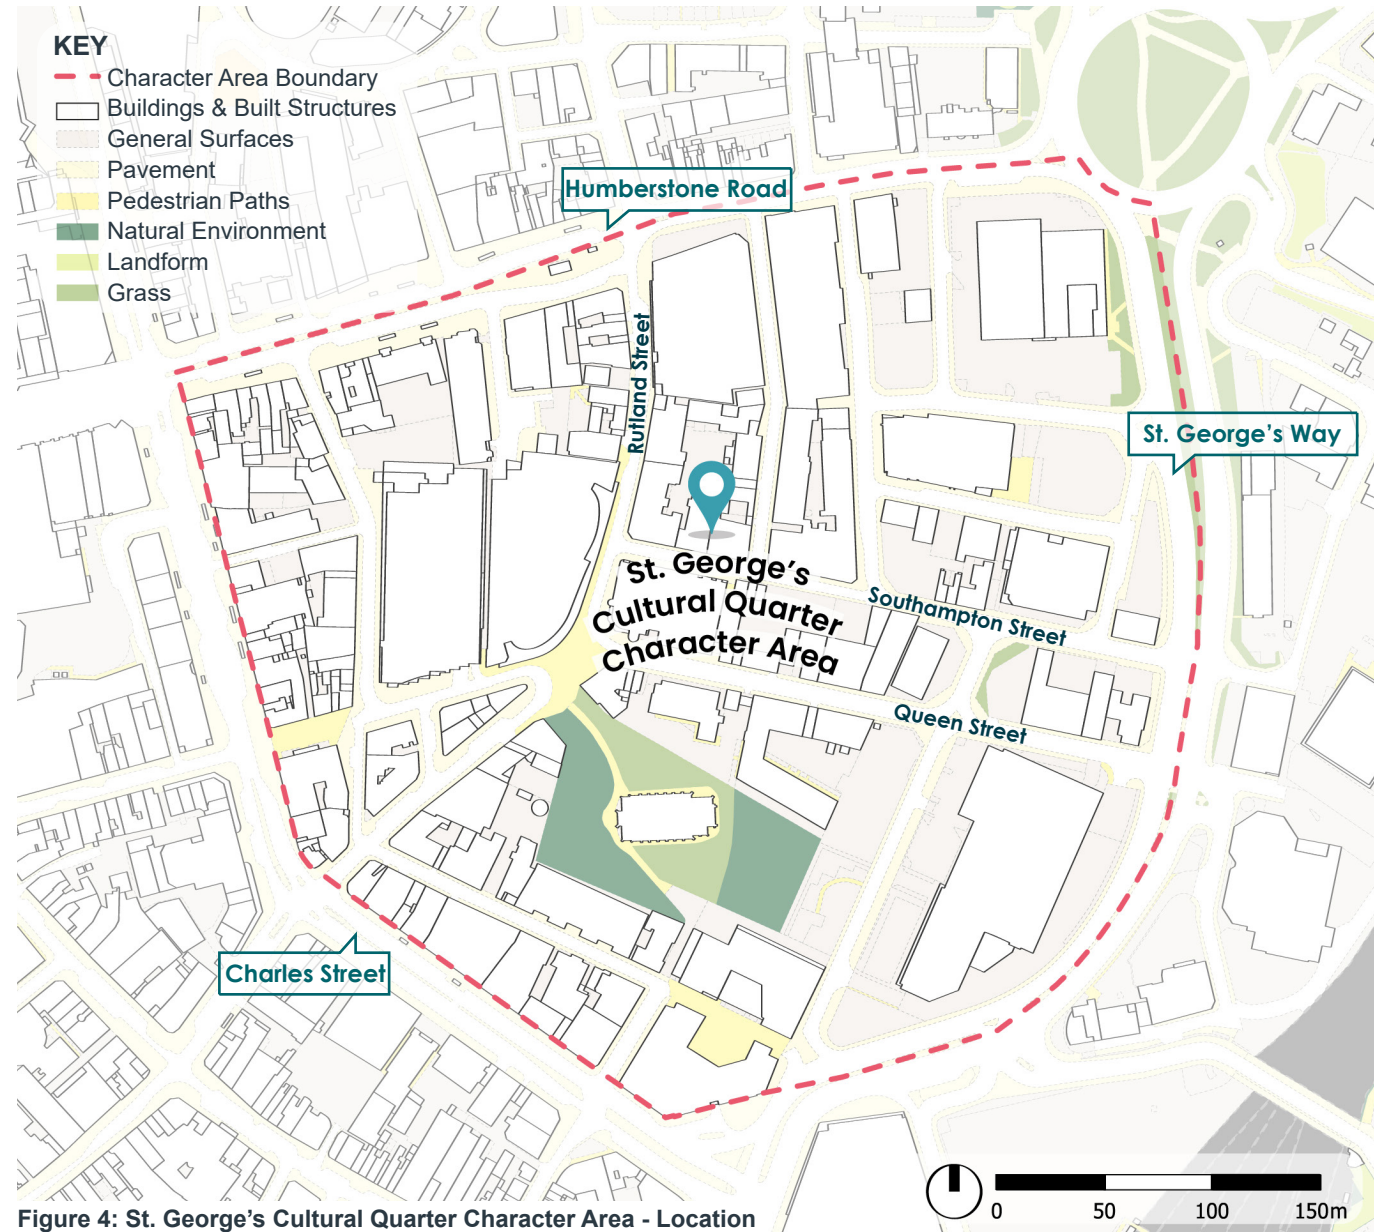 KEY
Character Area Boundary
Buildings & Built Structures
General Surfaces
Pavement
Pedestrian Paths
Natural Environment
Landform
Grass
Humberstone Road
Rutland Street
St. George's Way
St. George's
Cultural Quarter
Character Area
Southampton Street
Queen Street
Charles Street
0 50 100 150m
Figure 4: St. George's Cultural Quarter Character Area - Location